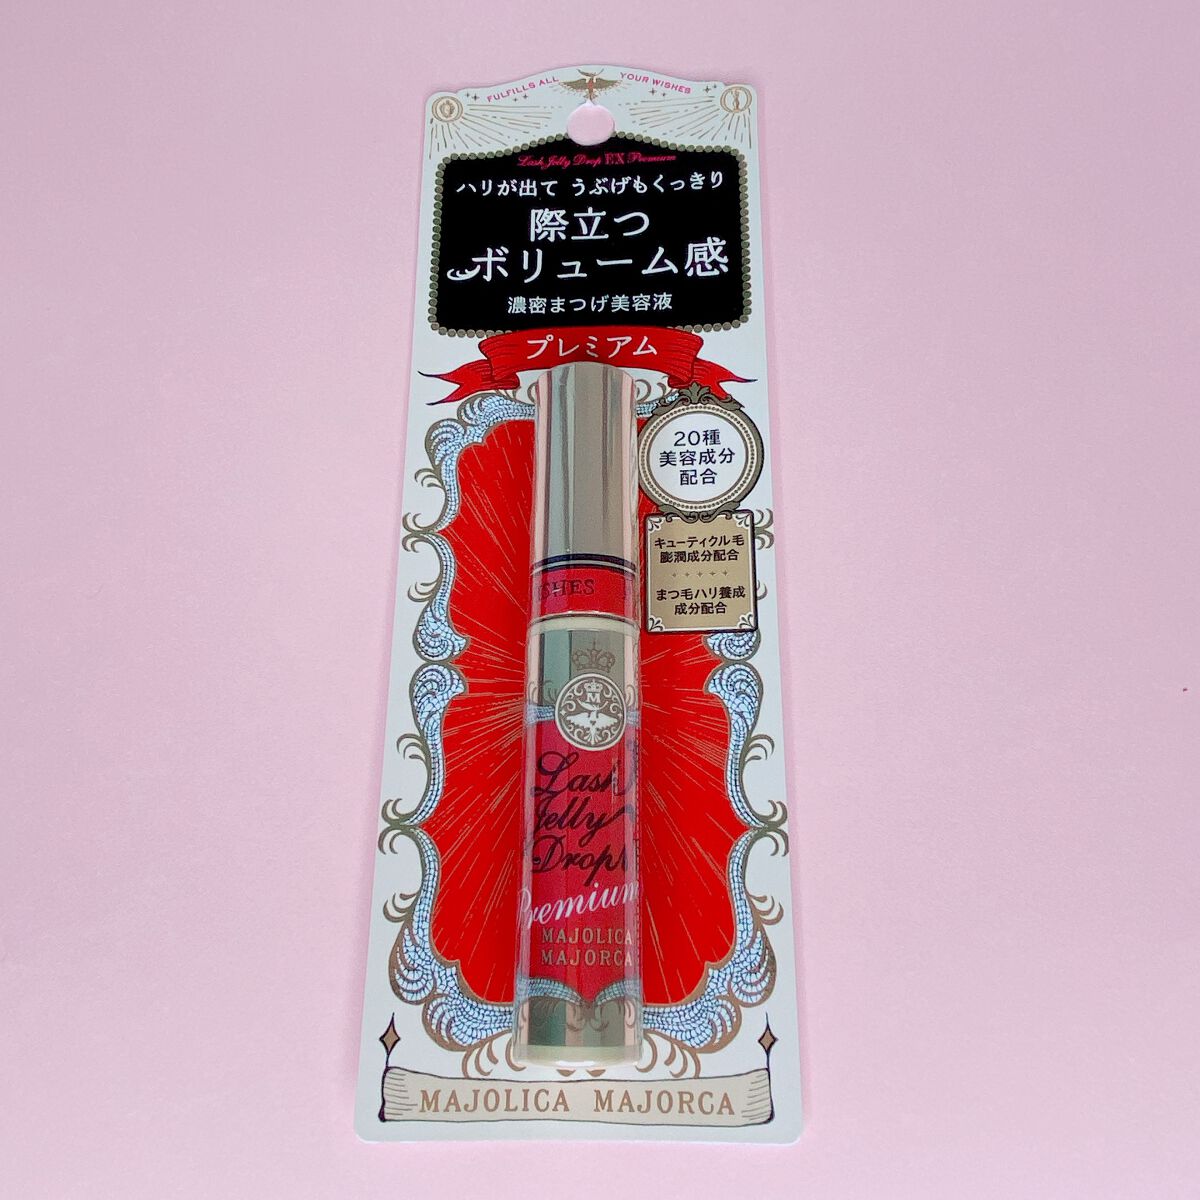 FULFILLS ALL YOUR WISHES
Lash Jelly Drop EX Premium
ハリが出て うぶげもくっきり
際立つ
ボリューム感
濃密まつげ美容液
プレミアム
20種
美容成分
配合
キューティクル毛
膨潤成分配合
まつ毛ハリ養成
成分配合
SHES
M
Lash
Jelly
Drop
Premium
MAJOLICA
MAJORCA
MAJOLICA MAJORCA